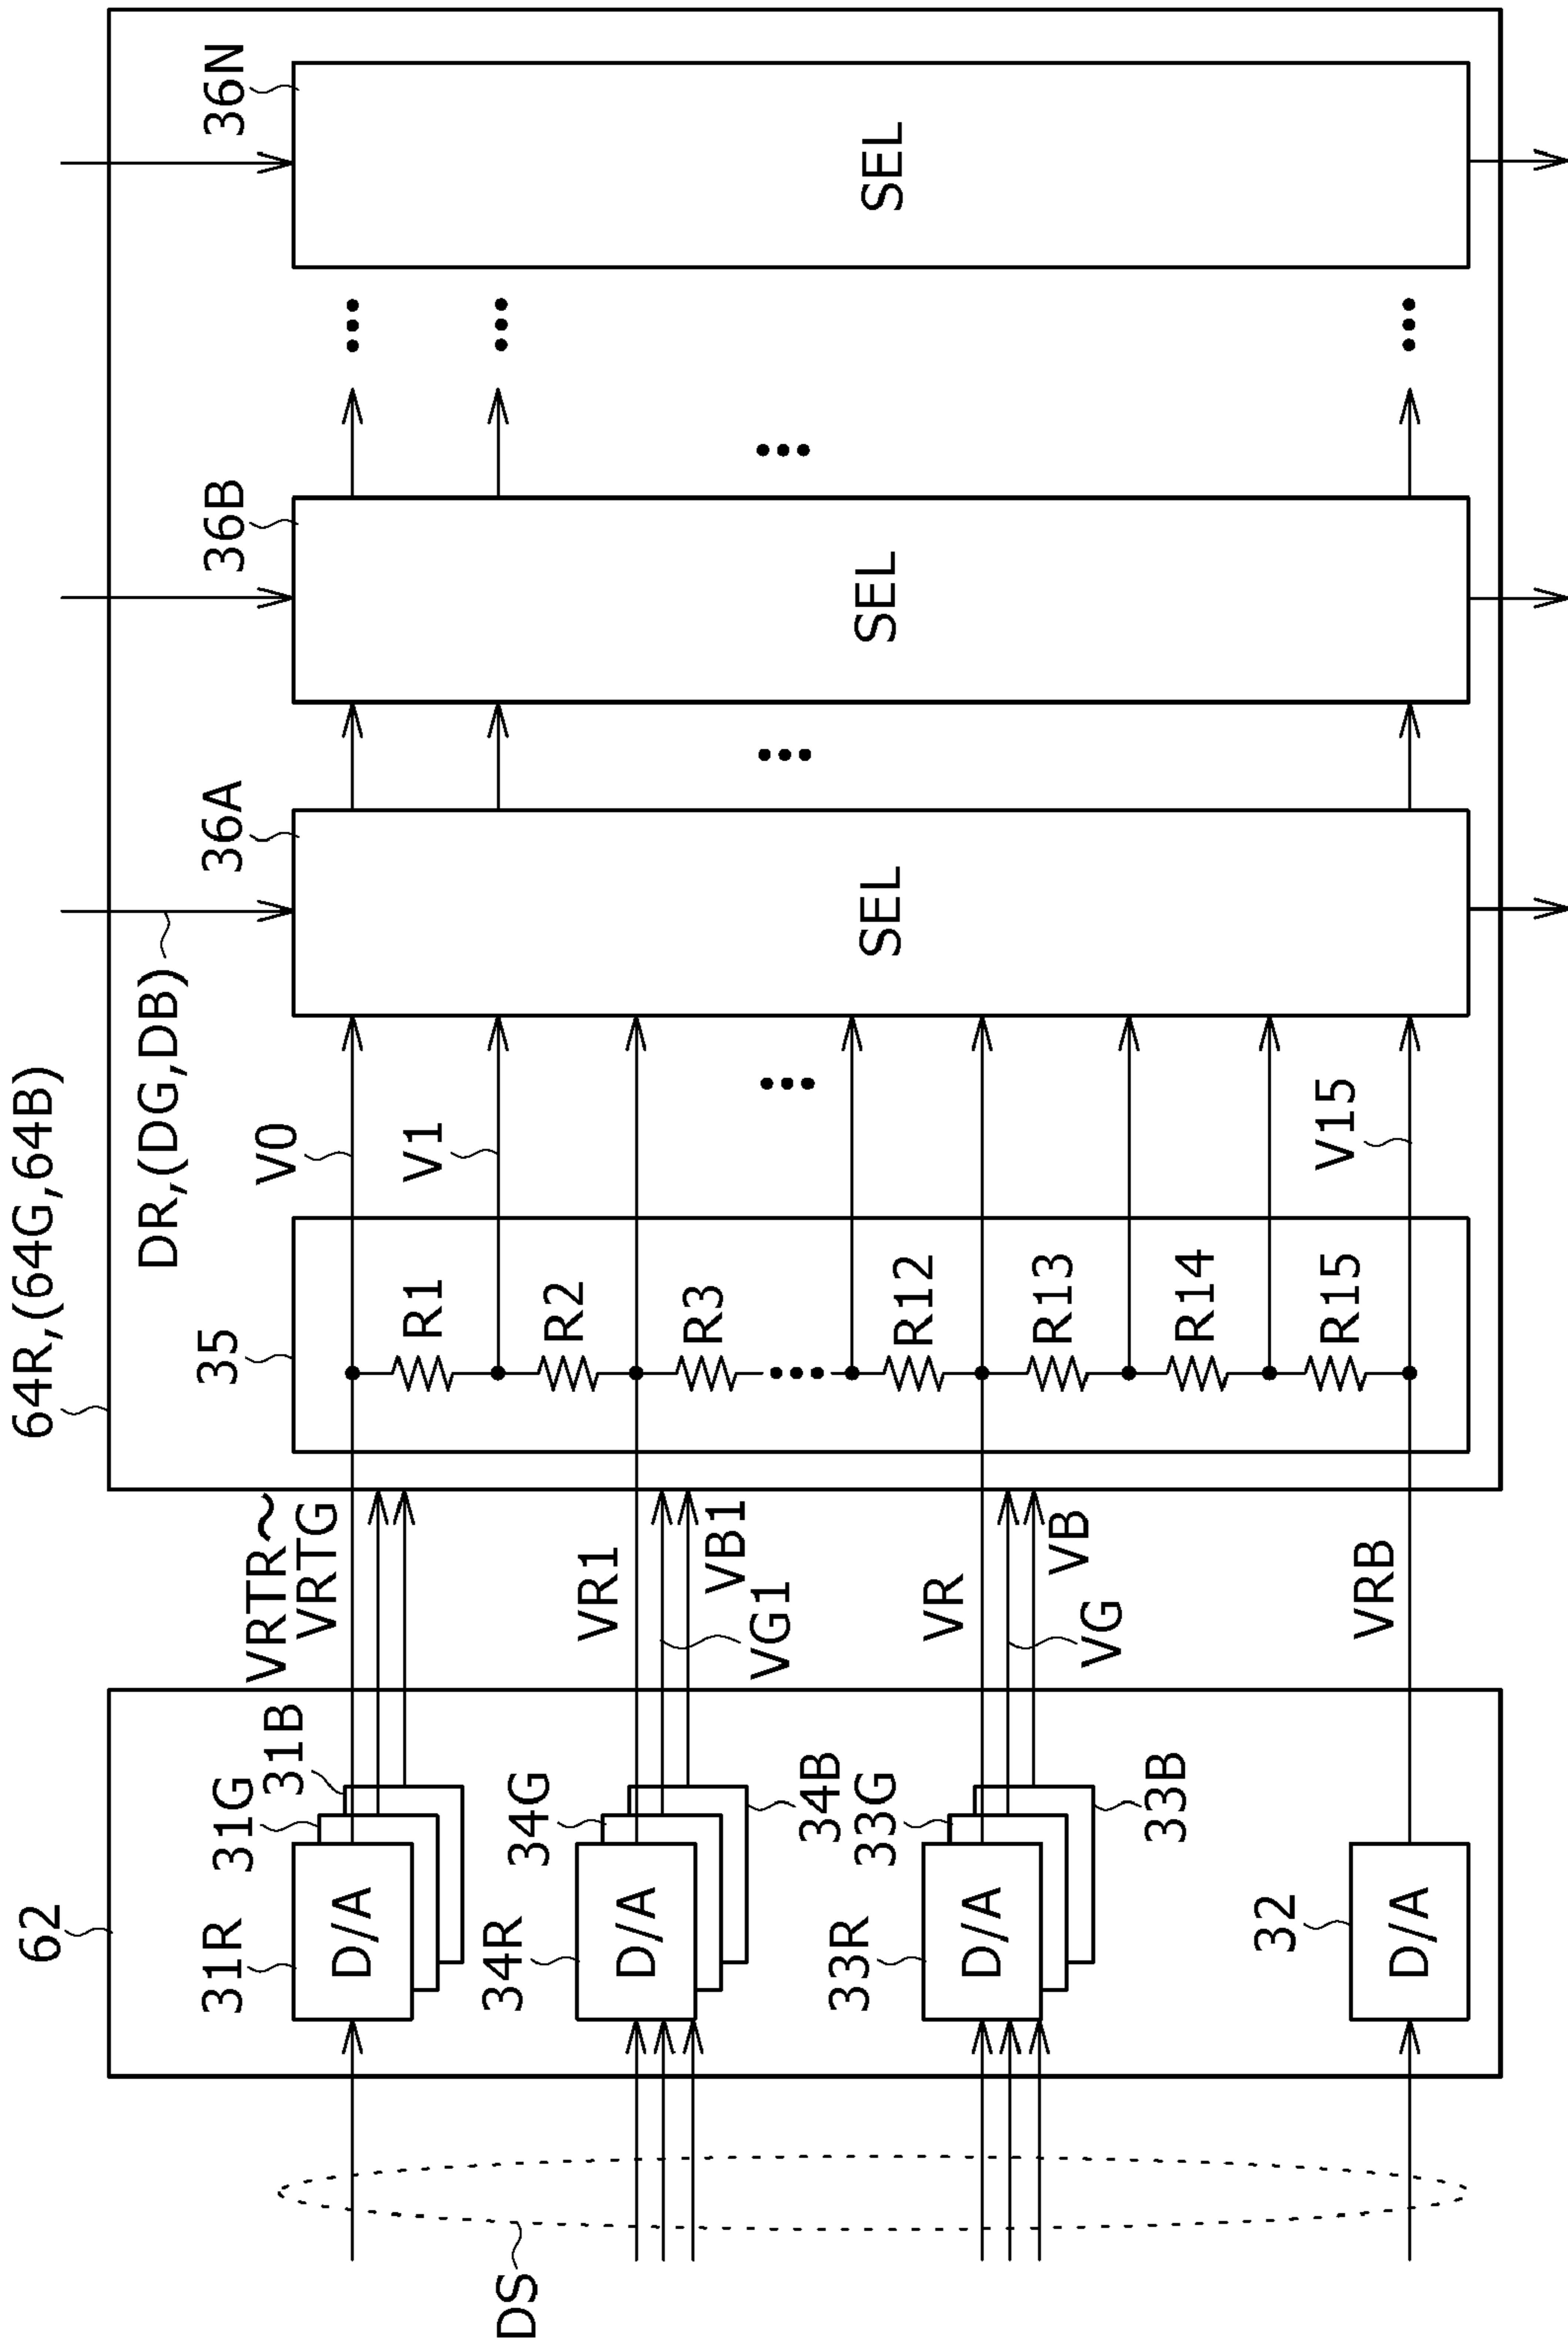 64R,(64G,64B)
62
DR,(DG,DB)
35
36A
36B
36N
31R
31G
31B
VRTR~
VRTG
V0
D/A
R1
V1
R2
34R
34G
VR1
D/A
R3
VB1
VG1
34B
SEL
SEL
SEL
33R
33G
VR
R12
D/A
R13
VB
VG
33B
R14
32
VRB
R15
V15
D/A
DS